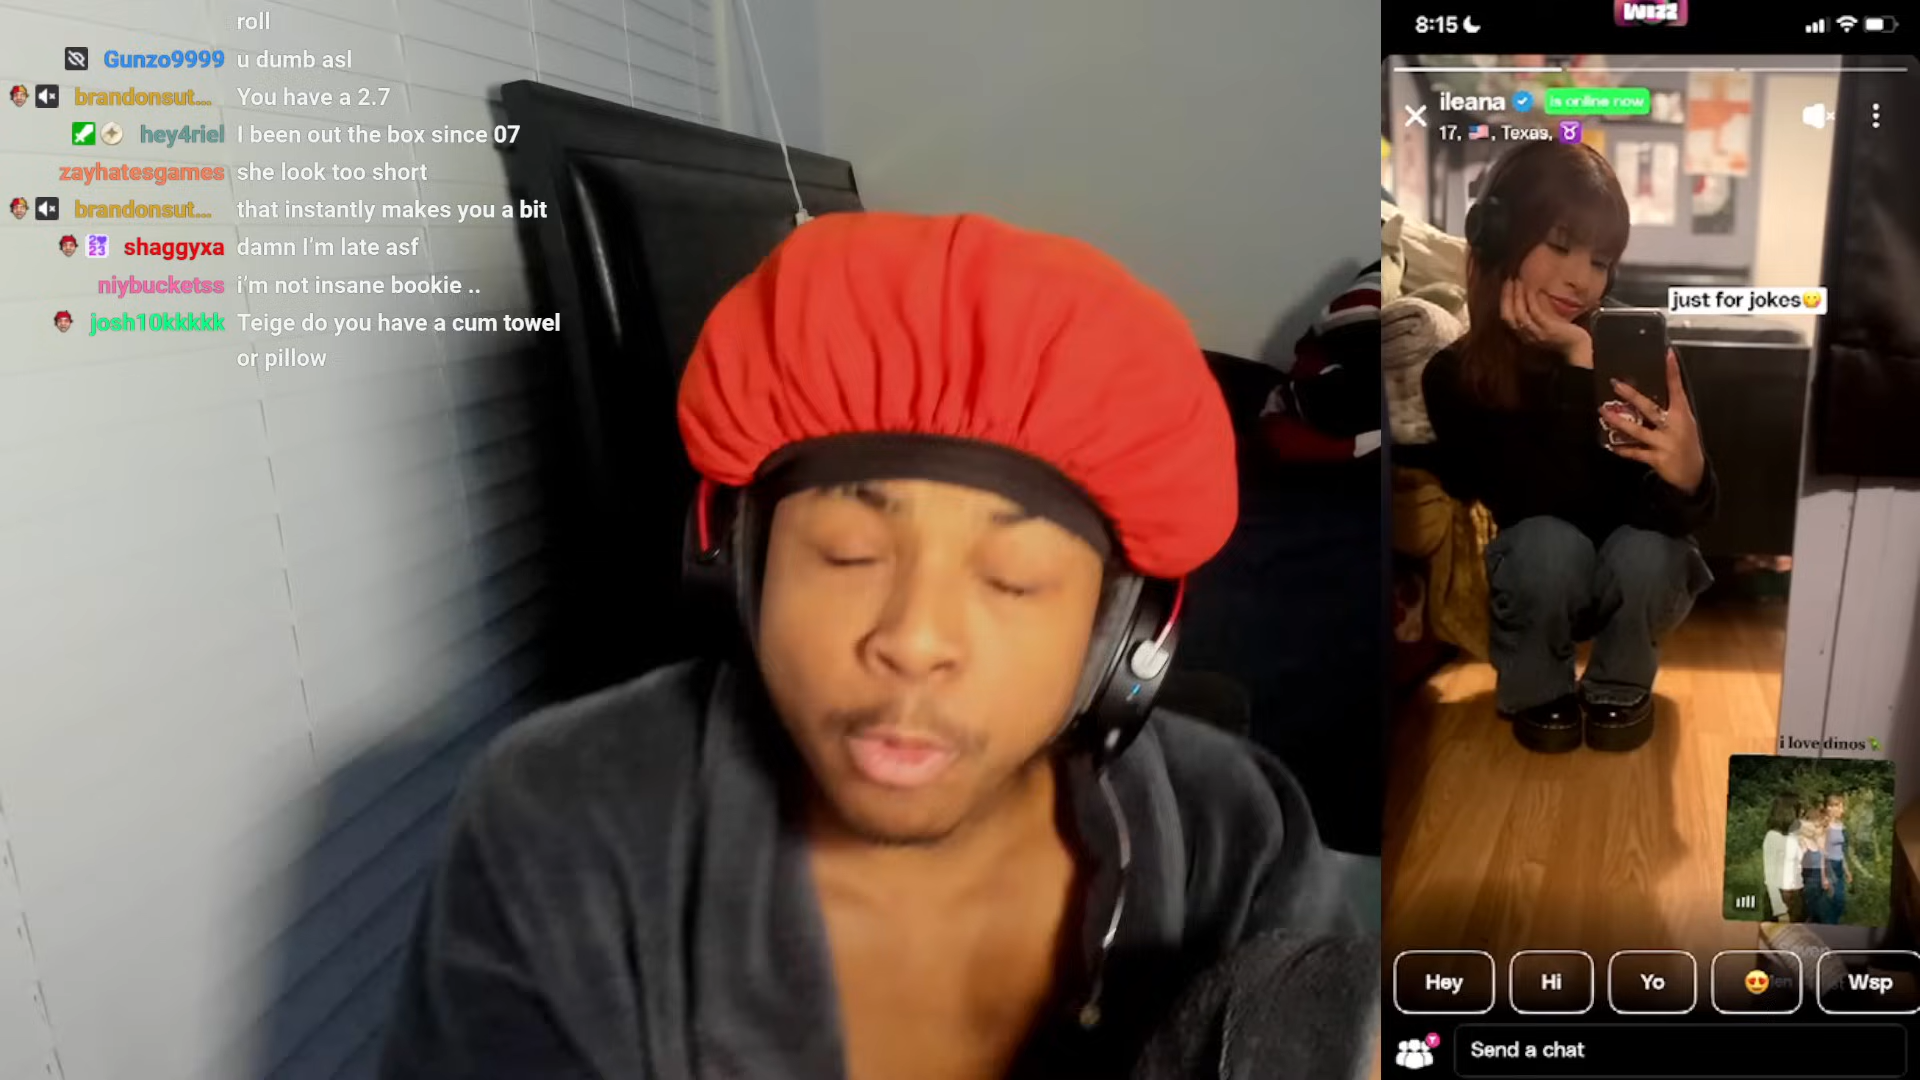 roll
Gunzo9999 u dumb asl
brandonsut... You have a 2.7
hey4riel I been out the box since 07
zayhatesgames she look too short
brandonsut... that instantly makes you a bit
shaggyxa damn I'm late asf
niybucketss i'm not insane bookie ..
josh10kkkkk Teige do you have a cum towel
or pillow
WIZZ
8:15
ileana is online now
17, 🇺🇸, Texas, ♉
just for jokes😋
i love dinos🦖
Hey Hi Yo 😍 Wsp
Send a chat